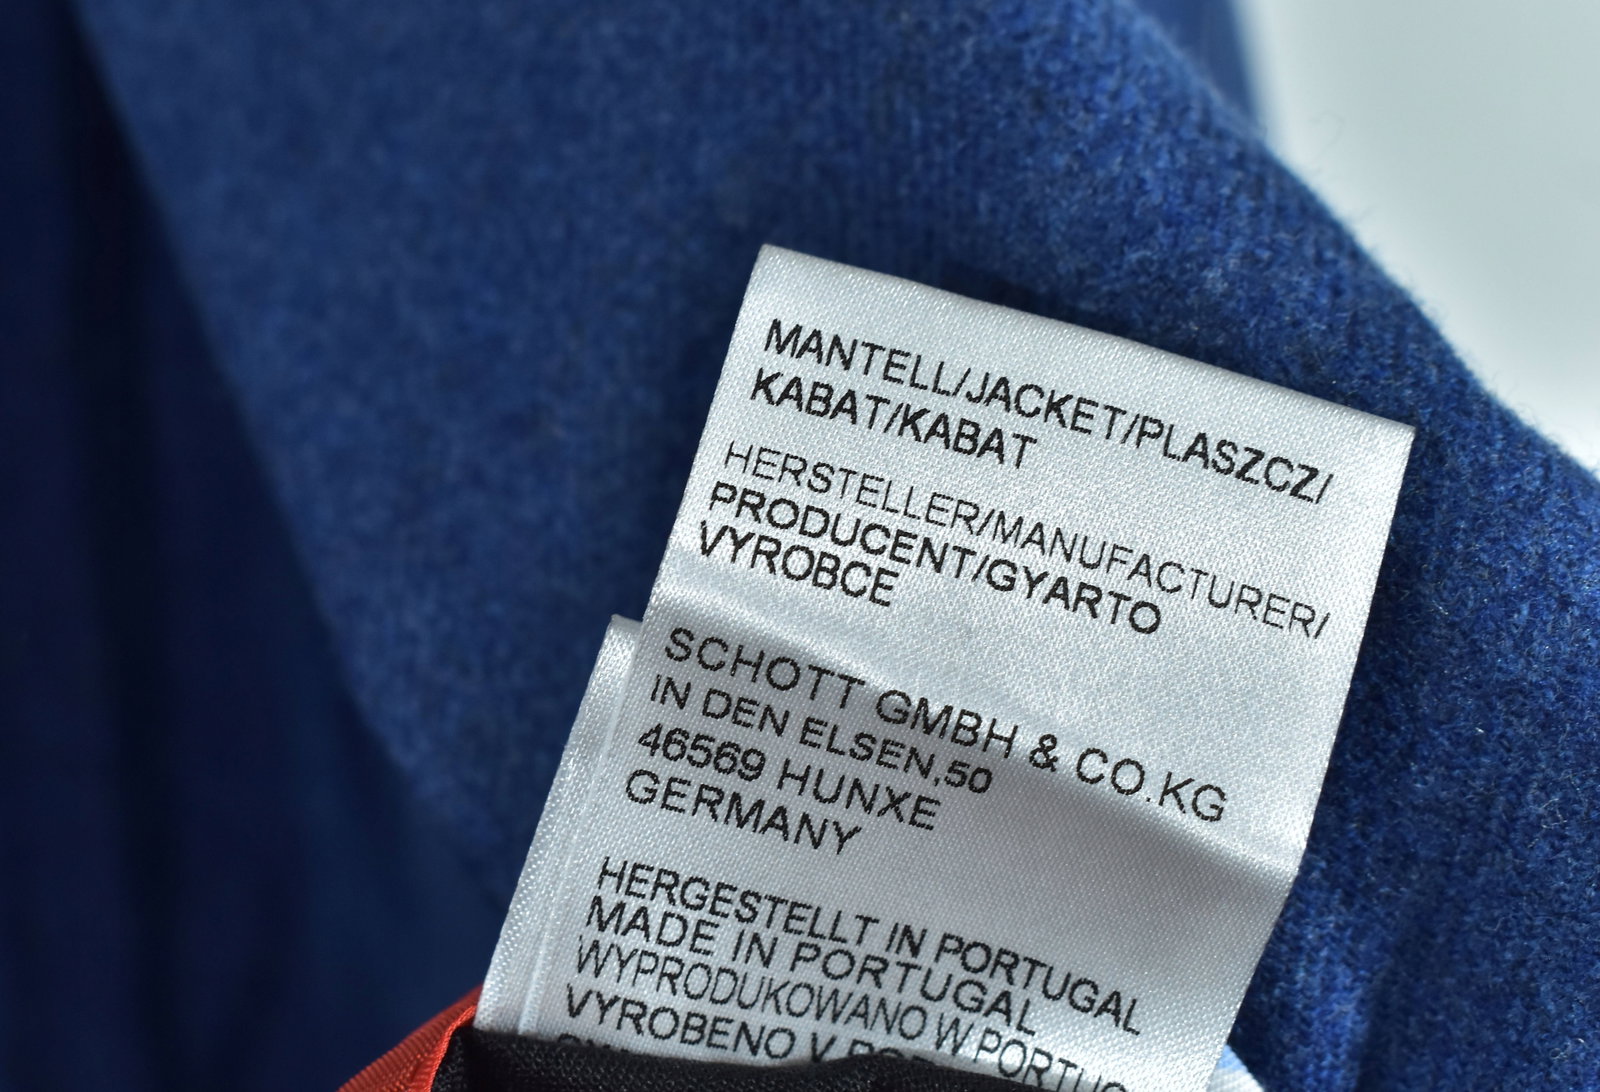 MANTELL/JACKET/PLASZCZ/
KABAT/KABAT
HERSTELLER/MANUFACTURER/
PRODUCENT/GYARTO
VYROBCE
SCHOTT GMBH & CO.KG
IN DEN ELSEN,50
46569 HUNXE
GERMANY
HERGESTELLT IN PORTUGAL
MADE IN PORTUGAL
WYPRODUKOWANO W PORTUG
VYROBENO V